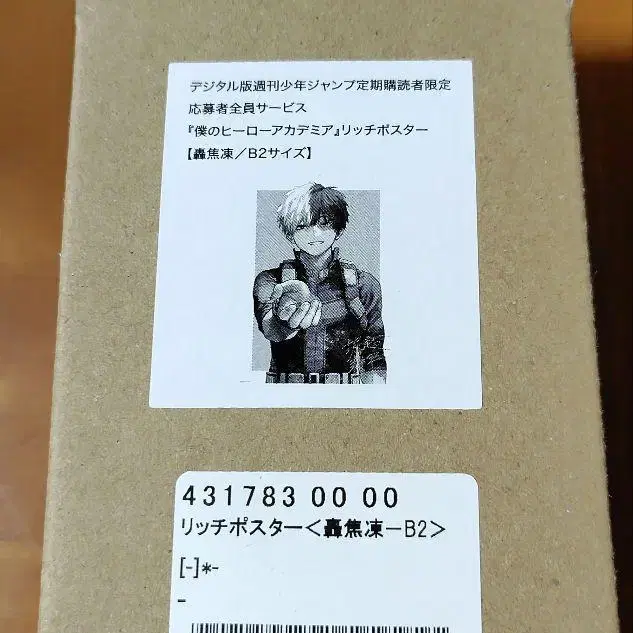 デジタル版週刊少年ジャンプ定期購読者限定
応募者全員サービス
『僕のヒーローアカデミア』リッチポスター
【轟焦凍／B2サイズ】
431783 00 00
リッチポスター＜轟焦凍－B2＞
[-]*-
-